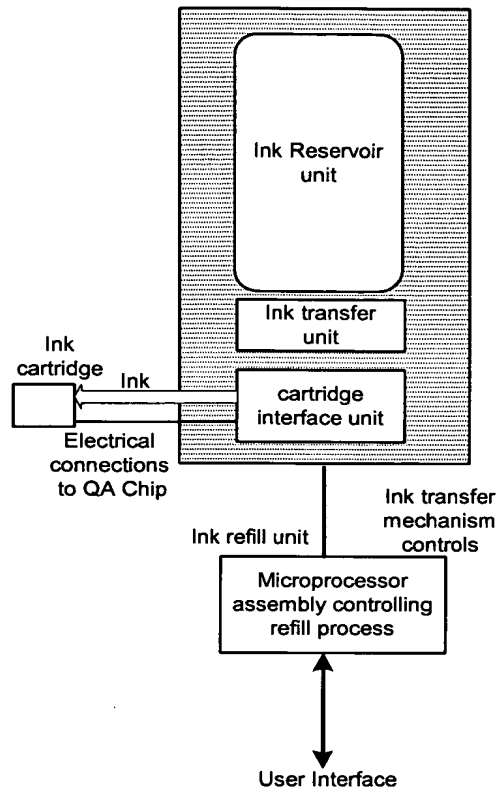 Ink Reservoir
unit
Ink transfer
unit
Ink
cartridge
Ink
cartridge
interface unit
Electrical
connections
to QA Chip
Ink transfer
mechanism
controls
Ink refill unit
Microprocessor
assembly controlling
refill process
User Interface